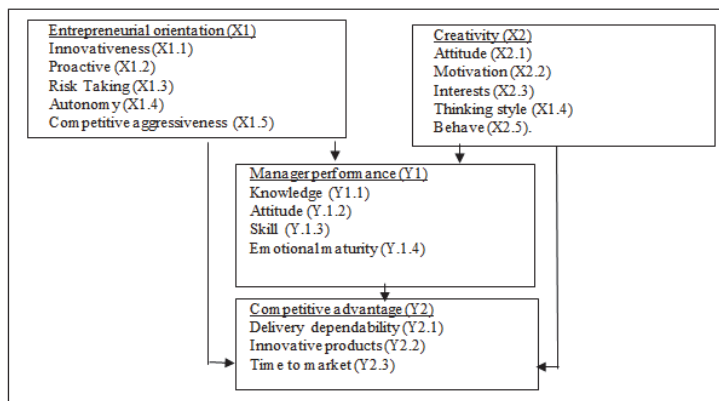 Entrepreneurial orientation (X1)
Innovativeness (X1.1)
Proactive (X1.2)
Risk Taking (X1.3)
Autonomy (X1.4)
Competitive aggressiveness (X1.5)
Creativity (X2)
Attitude (X2.1)
Motivation (X2.2)
Interests (X2.3)
Thinking style (X1.4)
Behave (X2.5).
Manager performance (Y1)
Knowledge (Y1.1)
Attitude (Y.1.2)
Skill (Y.1.3)
Emotional maturity (Y.1.4)
Competitive advantage (Y2)
Delivery dependability (Y2.1)
Innovative products (Y2.2)
Time to market (Y2.3)